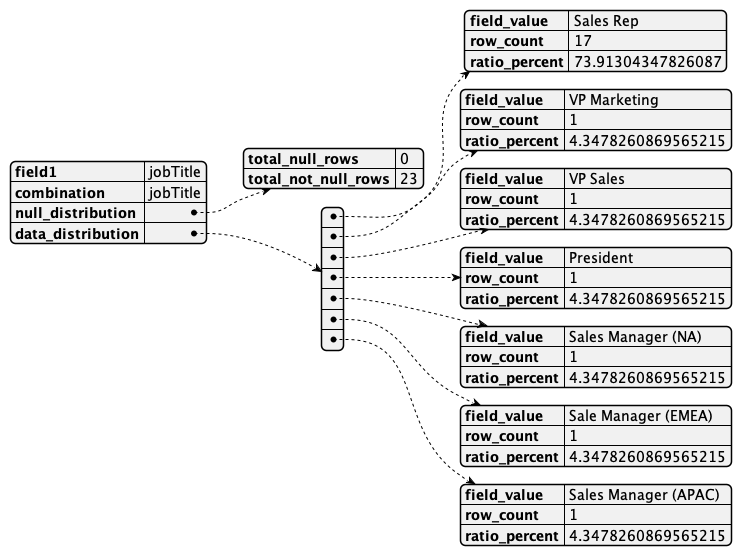 field1 jobTitle
combination jobTitle
null_distribution
data_distribution
total_null_rows 0
total_not_null_rows 23
field_value Sales Rep
row_count 17
ratio_percent 73.91304347826087
field_value VP Marketing
row_count 1
ratio_percent 4.3478260869565215
field_value VP Sales
row_count 1
ratio_percent 4.3478260869565215
field_value President
row_count 1
ratio_percent 4.3478260869565215
field_value Sales Manager (NA)
row_count 1
ratio_percent 4.3478260869565215
field_value Sale Manager (EMEA)
row_count 1
ratio_percent 4.3478260869565215
field_value Sales Manager (APAC)
row_count 1
ratio_percent 4.3478260869565215